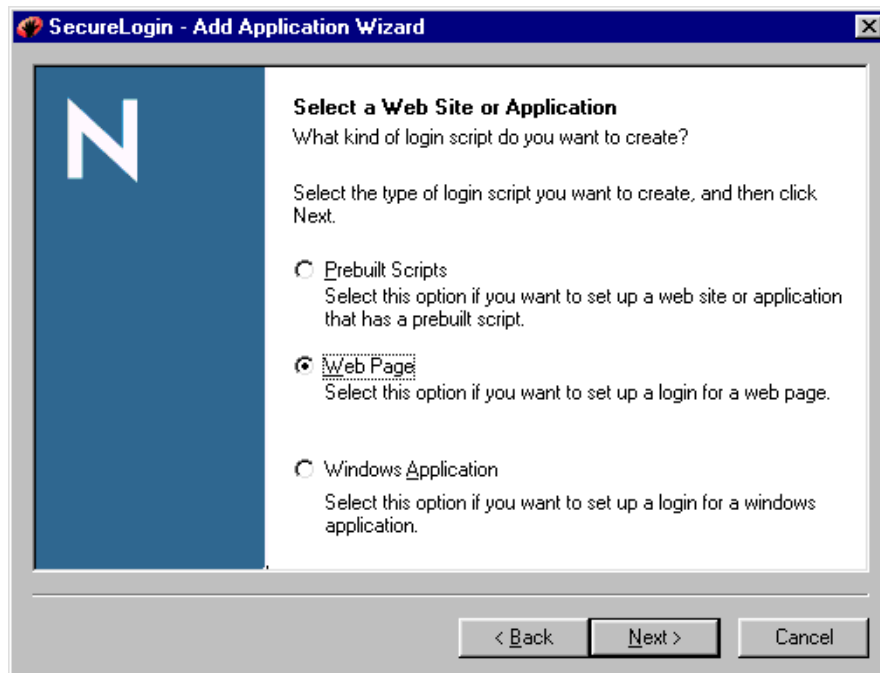 SecureLogin - Add Application Wizard
N
Select a Web Site or Application
What kind of login script do you want to create?
Select the type of login script you want to create, and then click
Next.
Prebuilt Scripts
Select this option if you want to set up a web site or application
that has a prebuilt script.
Web Page
Select this option if you want to set up a login for a web page.
Windows Application
Select this option if you want to set up a login for a windows
application.
< Back Next > Cancel